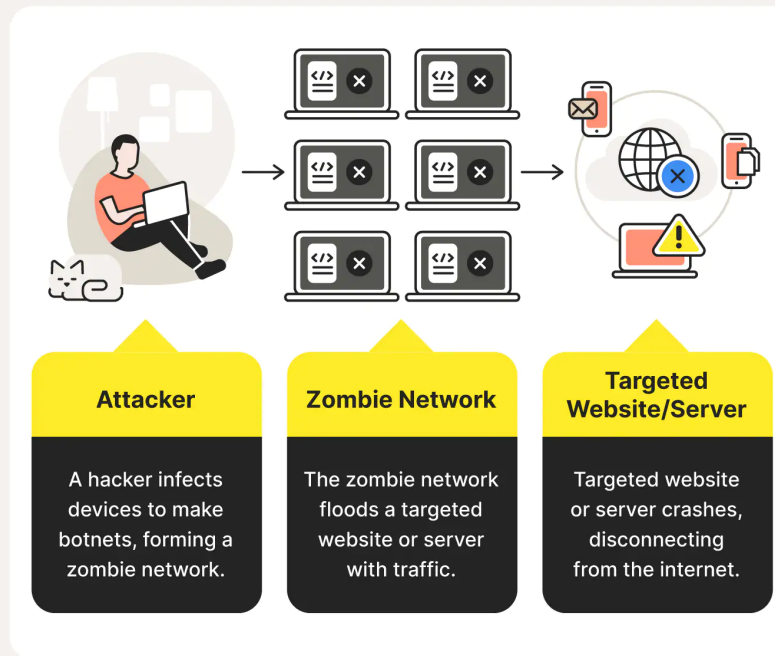 Attacker
A hacker infects
devices to make
botnets, forming a
zombie network.
Zombie Network
The zombie network
floods a targeted
website or server
with traffic.
Targeted
Website/Server
Targeted website
or server crashes,
disconnecting
from the internet.